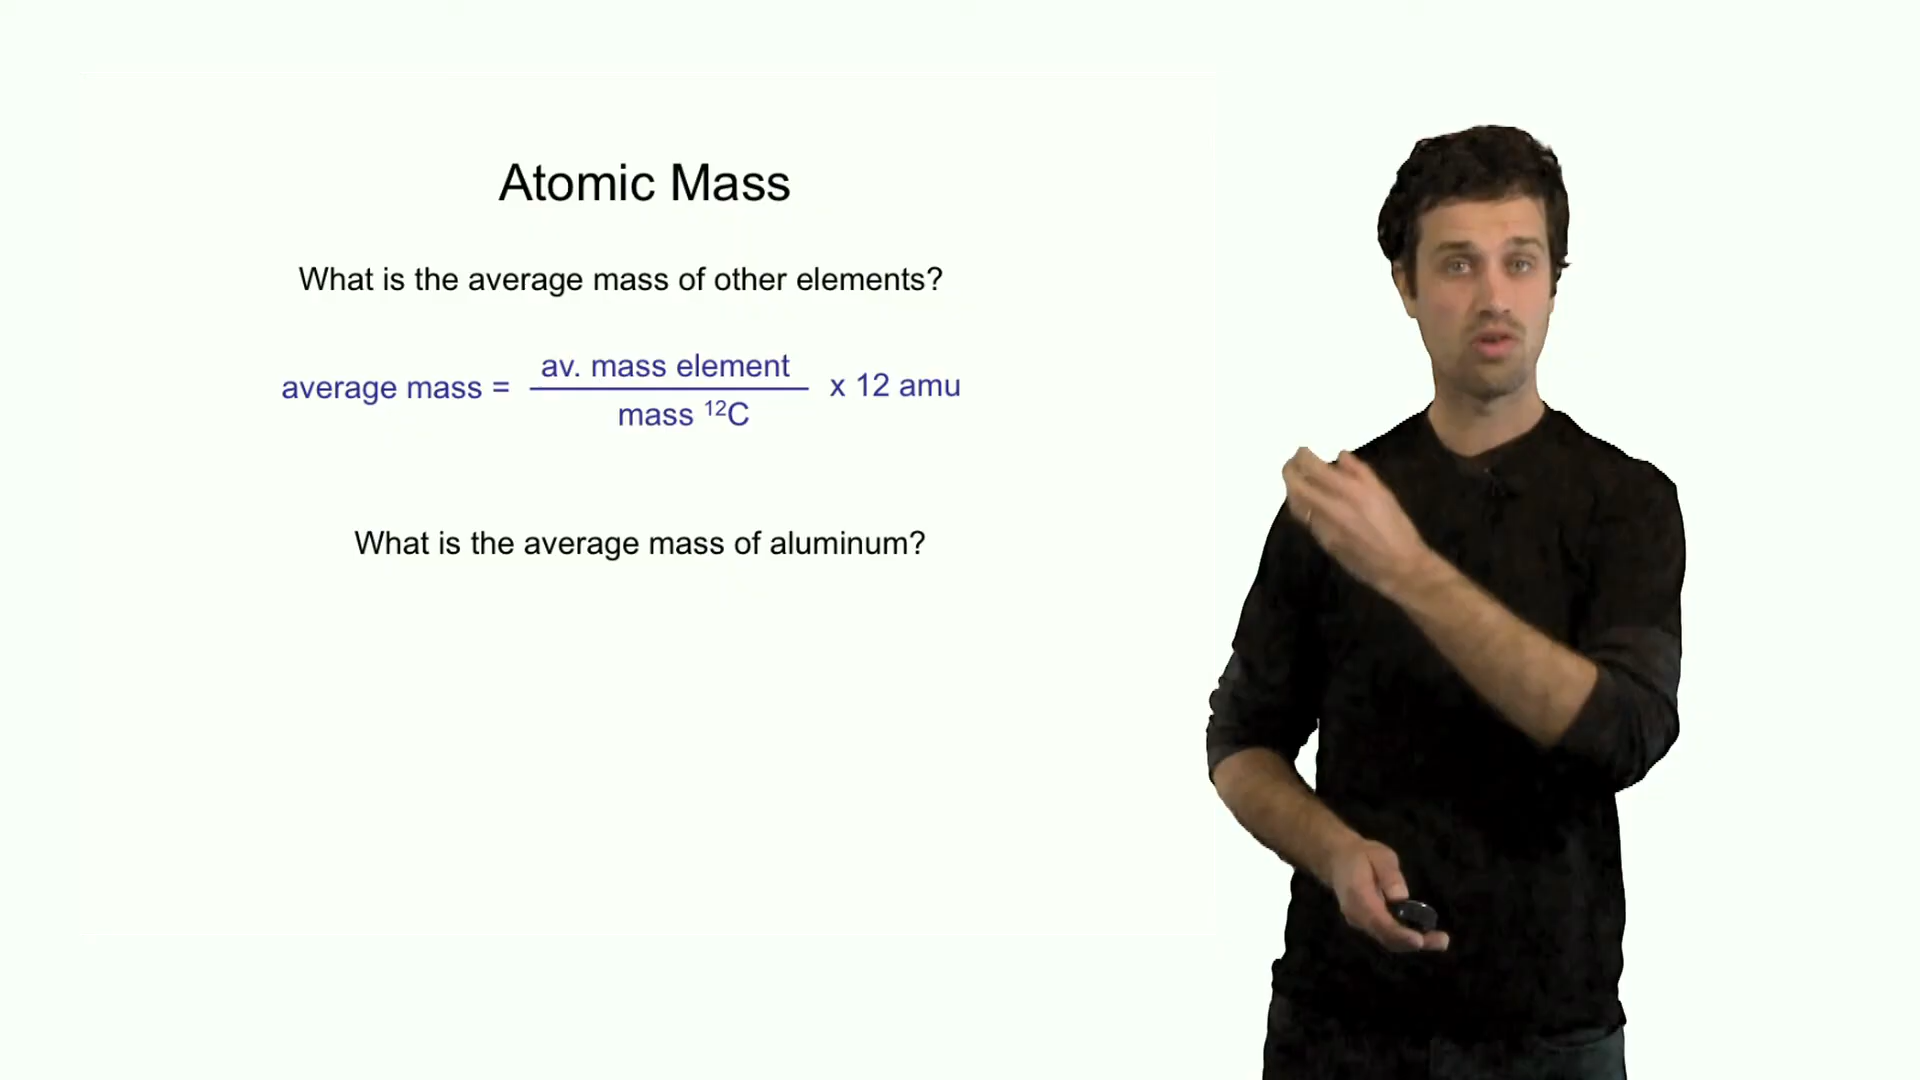 Atomic Mass
What is the average mass of other elements?
average mass = av. mass element / mass ¹²C x 12 amu
What is the average mass of aluminum?